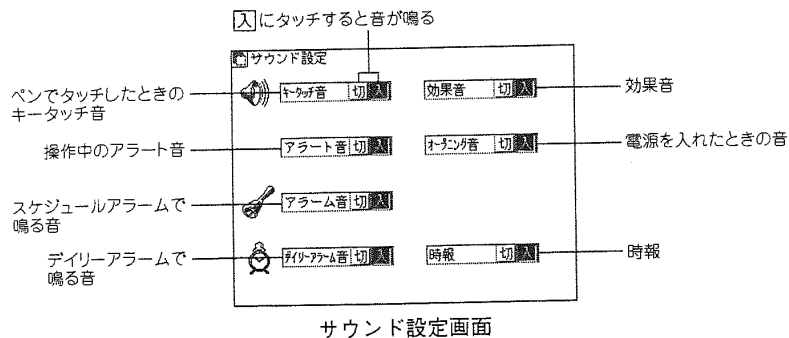 入にタッチすると音が鳴る
サウンド設定
ペンでタッチしたときの
キータッチ音
キータッチ音 切 入
効果音 切 入
効果音
操作中のアラート音
アラート音 切 入
オープニング音 切 入
電源を入れたときの音
スケジュールアラームで
鳴る音
アラーム音 切 入
デイリーアラームで
鳴る音
デイリーアラーム音 切 入
時報 切 入
時報
サウンド設定画面